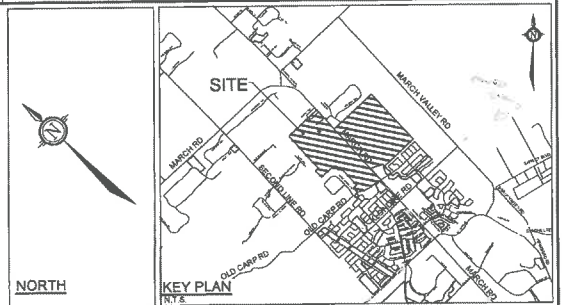 N
NORTH
SITE
MARCH VALLEY RD
MARCH RD
SECOND LINE RD
OLD CARP RD
OLD CARP RD
MARCH RD
KEY PLAN
N.T.S.